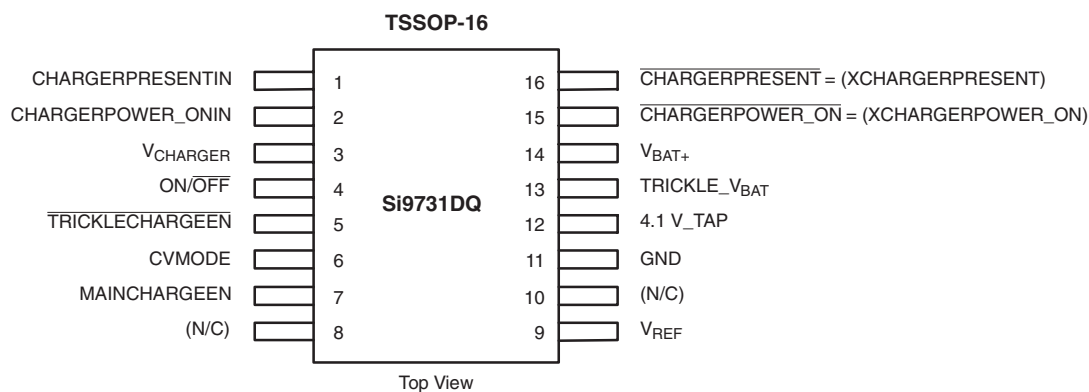 TSSOP-16
CHARGERPRESENTIN 1 16 CHARGERPRESENT = (XCHARGERPRESENT)
CHARGERPOWER_ONIN 2 15 CHARGERPOWER_ON = (XCHARGERPOWER_ON)
VCHARGER 3 14 VBAT+
ON/OFF 4 13 TRICKLE_VBAT
Si9731DQ
TRICKLECHARGEEN 5 12 4.1 V_TAP
CVMODE 6 11 GND
MAINCHARGEEN 7 10 (N/C)
(N/C) 8 9 VREF
Top View